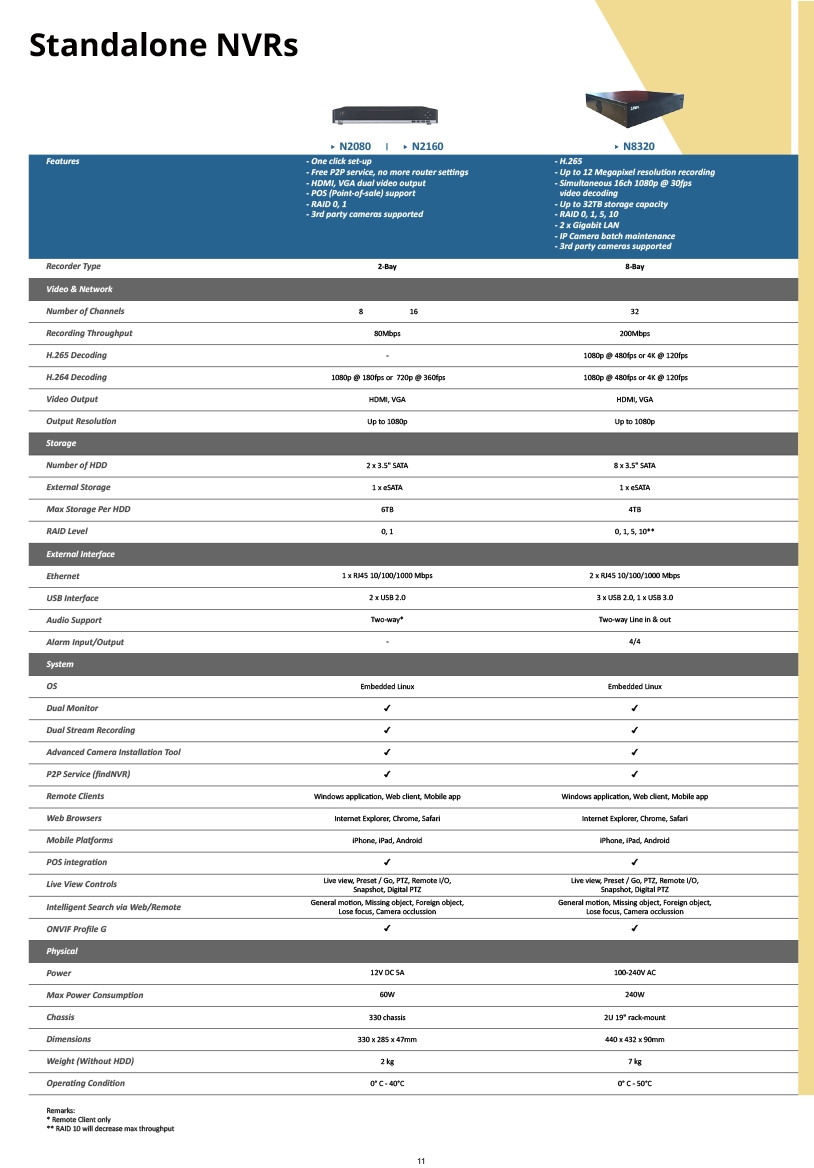 Standalone NVRs
▸ N2080 | ▸ N2160
▸ N8320
Features
- One click set-up
- Free P2P service, no more router settings
- HDMI, VGA dual video output
- POS (Point-of-sale) support
- RAID 0, 1
- 3rd party cameras supported
- H.265
- Up to 12 Megapixel resolution recording
- Simultaneous 16ch 1080p @ 30fps
video decoding
- Up to 32TB storage capacity
- RAID 0, 1, 5, 10
- 2 x Gigabit LAN
- IP Camera batch maintenance
- 3rd party cameras supported
Recorder Type 2-Bay 8-Bay
Video & Network
Number of Channels 8 16 32
Recording Throughput 80Mbps 200Mbps
H.265 Decoding - 1080p @ 480fps or 4K @ 120fps
H.264 Decoding 1080p @ 180fps or 720p @ 360fps 1080p @ 480fps or 4K @ 120fps
Video Output HDMI, VGA HDMI, VGA
Output Resolution Up to 1080p Up to 1080p
Storage
Number of HDD 2 x 3.5" SATA 8 x 3.5" SATA
External Storage 1 x eSATA 1 x eSATA
Max Storage Per HDD 6TB 4TB
RAID Level 0, 1 0, 1, 5, 10**
External Interface
Ethernet 1 x RJ45 10/100/1000 Mbps 2 x RJ45 10/100/1000 Mbps
USB Interface 2 x USB 2.0 3 x USB 2.0, 1 x USB 3.0
Audio Support Two-way* Two-way Line in & out
Alarm Input/Output - 4/4
System
OS Embedded Linux Embedded Linux
Dual Monitor ✓ ✓
Dual Stream Recording ✓ ✓
Advanced Camera Installation Tool ✓ ✓
P2P Service (findNVR) ✓ ✓
Remote Clients Windows application, Web client, Mobile app Windows application, Web client, Mobile app
Web Browsers Internet Explorer, Chrome, Safari Internet Explorer, Chrome, Safari
Mobile Platforms iPhone, iPad, Android iPhone, iPad, Android
POS integration ✓ ✓
Live View Controls Live view, Preset / Go, PTZ, Remote I/O, Live view, Preset / Go, PTZ, Remote I/O,
Snapshot, Digital PTZ Snapshot, Digital PTZ
Intelligent Search via Web/Remote General motion, Missing object, Foreign object, General motion, Missing object, Foreign object,
Lose focus, Camera occlussion Lose focus, Camera occlussion
ONVIF Profile G ✓ ✓
Physical
Power 12V DC 5A 100-240V AC
Max Power Consumption 60W 240W
Chassis 330 chassis 2U 19" rack-mount
Dimensions 330 x 285 x 47mm 440 x 432 x 90mm
Weight (Without HDD) 2 kg 7 kg
Operating Condition 0° C - 40°C 0° C - 50°C
Remarks:
* Remote Client only
** RAID 10 will decrease max throughput
11